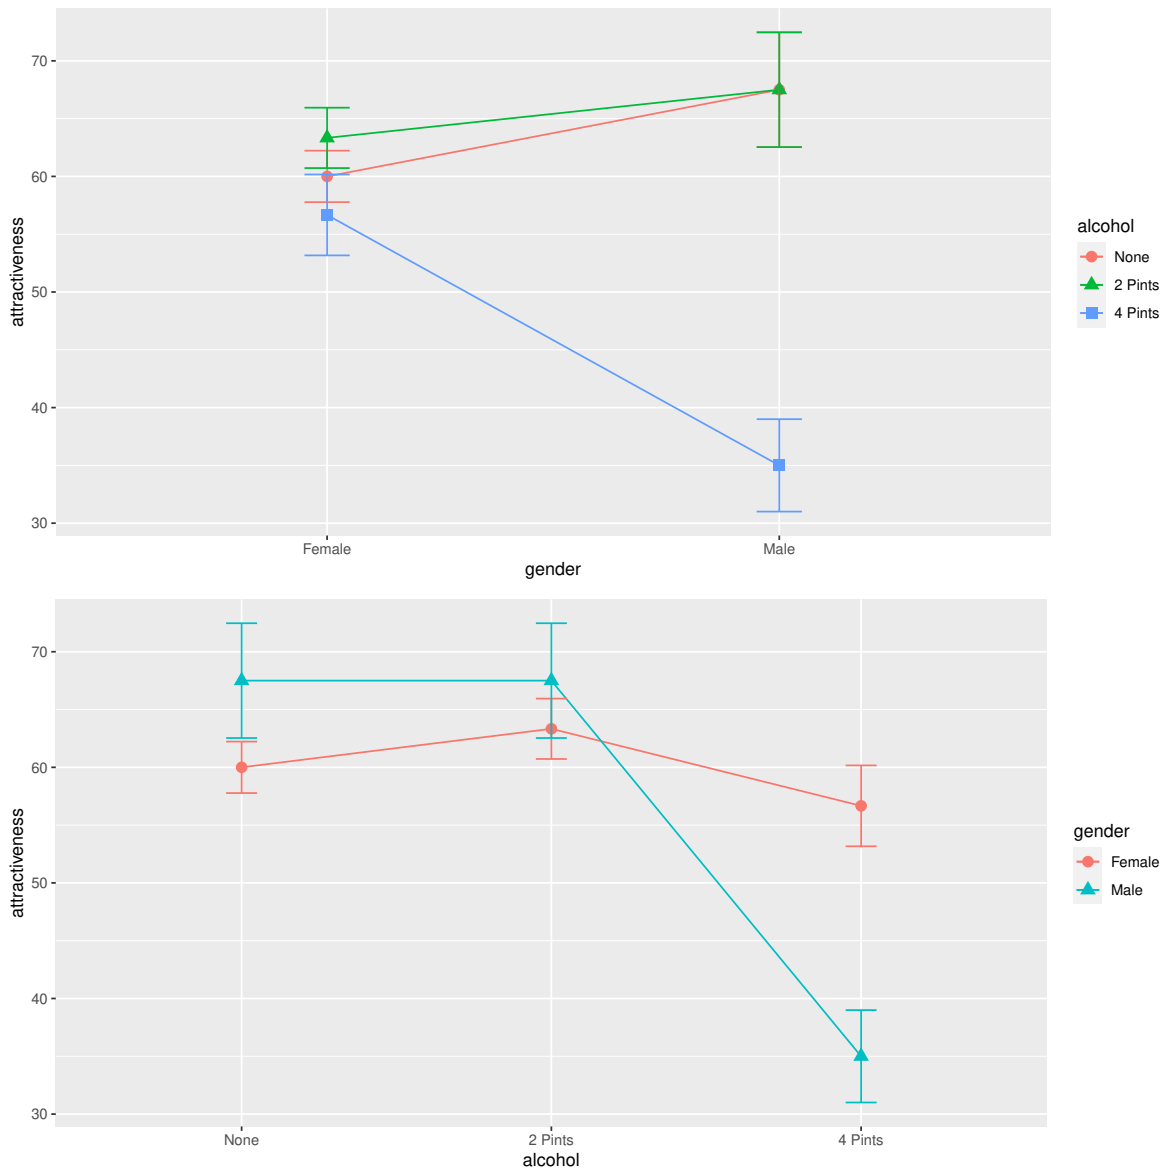 70
60
50
40
30
attractiveness
Female
Male
gender
alcohol
None
2 Pints
4 Pints
70
60
50
40
30
attractiveness
None
2 Pints
4 Pints
alcohol
gender
Female
Male